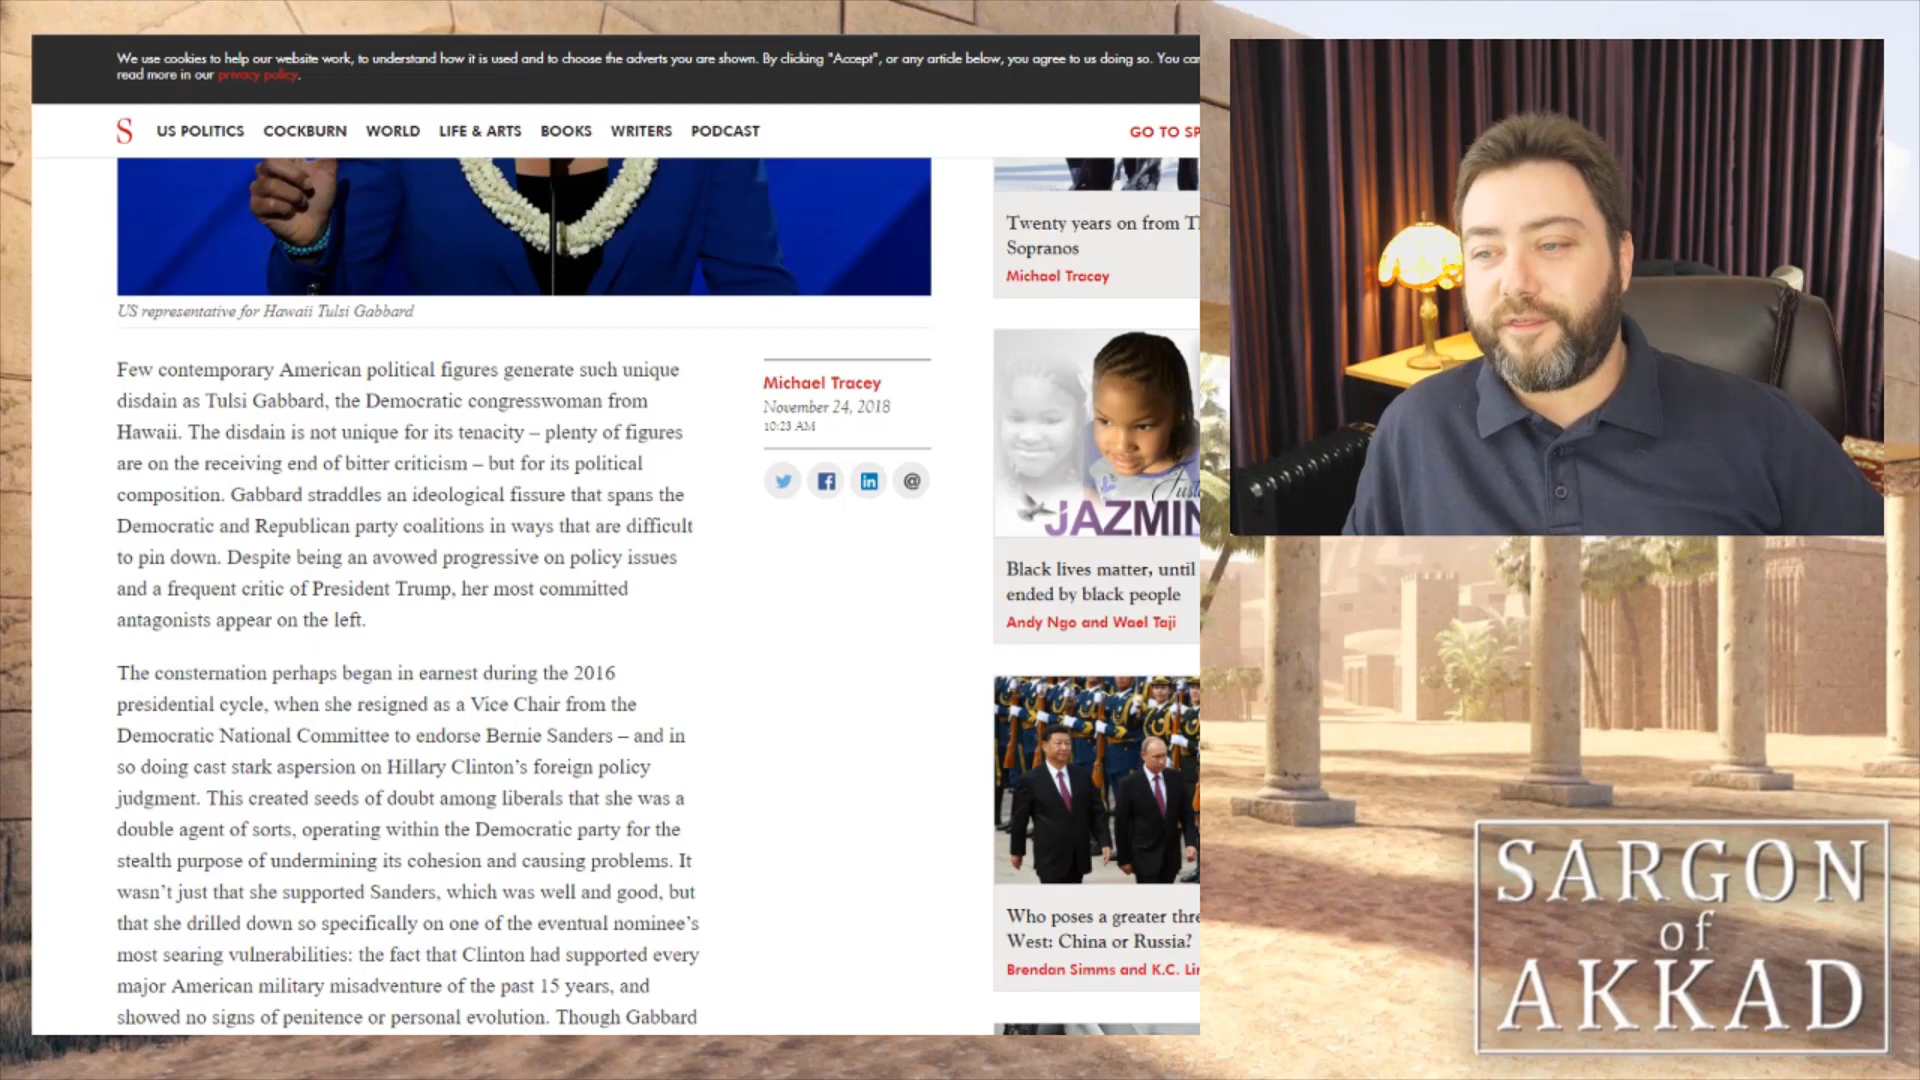 We use cookies to help our website work, to understand how it is used and to choose the adverts you are shown. By clicking "Accept", or any article below, you agree to us doing so. You can
read more in our privacy policy.
S US POLITICS COCKBURN WORLD LIFE & ARTS BOOKS WRITERS PODCAST GO TO SP
US representative for Hawaii Tulsi Gabbard
Few contemporary American political figures generate such unique
disdain as Tulsi Gabbard, the Democratic congresswoman from
Hawaii. The disdain is not unique for its tenacity – plenty of figures
are on the receiving end of bitter criticism – but for its political
composition. Gabbard straddles an ideological fissure that spans the
Democratic and Republican party coalitions in ways that are difficult
to pin down. Despite being an avowed progressive on policy issues
and a frequent critic of President Trump, her most committed
antagonists appear on the left.
The consternation perhaps began in earnest during the 2016
presidential cycle, when she resigned as a Vice Chair from the
Democratic National Committee to endorse Bernie Sanders – and in
so doing cast stark aspersion on Hillary Clinton's foreign policy
judgment. This created seeds of doubt among liberals that she was a
double agent of sorts, operating within the Democratic party for the
stealth purpose of undermining its cohesion and causing problems. It
wasn't just that she supported Sanders, which was well and good, but
that she drilled down so specifically on one of the eventual nominee's
most searing vulnerabilities: the fact that Clinton had supported every
major American military misadventure of the past 15 years, and
showed no signs of penitence or personal evolution. Though Gabbard
Michael Tracey
November 24, 2018
10:23 AM
Twenty years on from T
Sopranos
Michael Tracey
Just
JAZMIN
Black lives matter, until
ended by black people
Andy Ngo and Wael Taji
Who poses a greater thre
West: China or Russia?
Brendan Simms and K.C. Li
SARGON
of
AKKAD